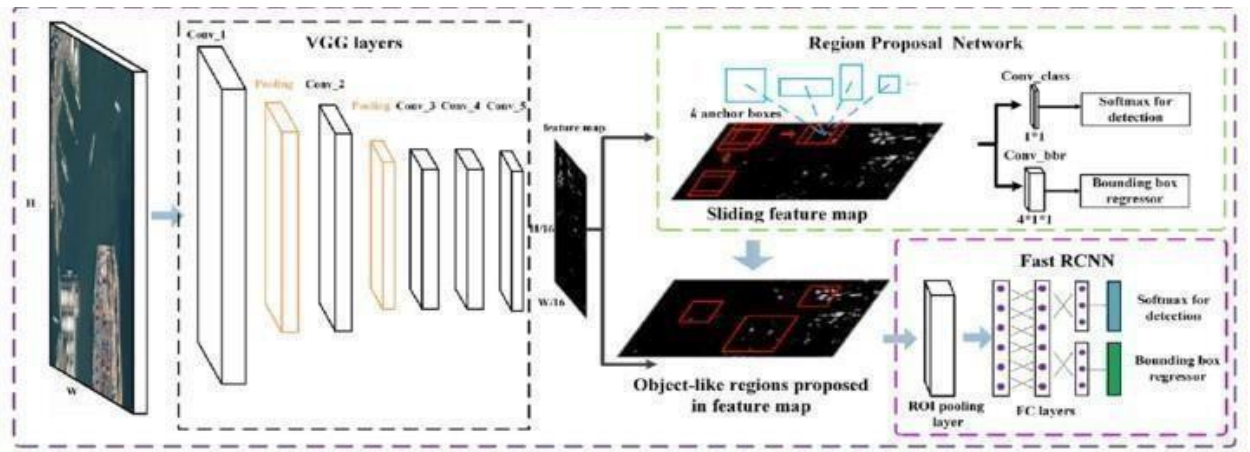 VGG layers
Conv_1
Pooling
Conv_2
Pooling
Conv_3
Conv_4
Conv_5
H
W
feature map
H/16
W/16
Region Proposal Network
k anchor boxes
...
Sliding feature map
Conv_class
1*1
Softmax for
detection
Conv_bbr
4*1*1
Bounding box
regressor
Object-like regions proposed
in feature map
Fast RCNN
ROI pooling
layer
FC layers
Softmax for
detection
Bounding box
regressor